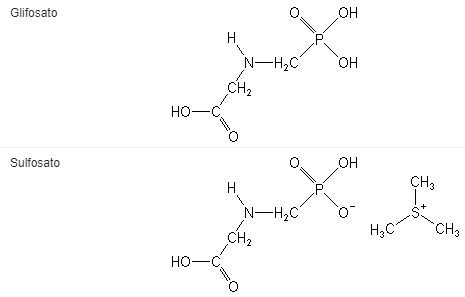 Glifosato
O
OH
H
P
N
H2C
OH
CH2
HO
C
O
Sulfosato
O
OH
CH3
H
P
N
H2C
O−
S+
CH2
H3C
CH3
HO
C
O